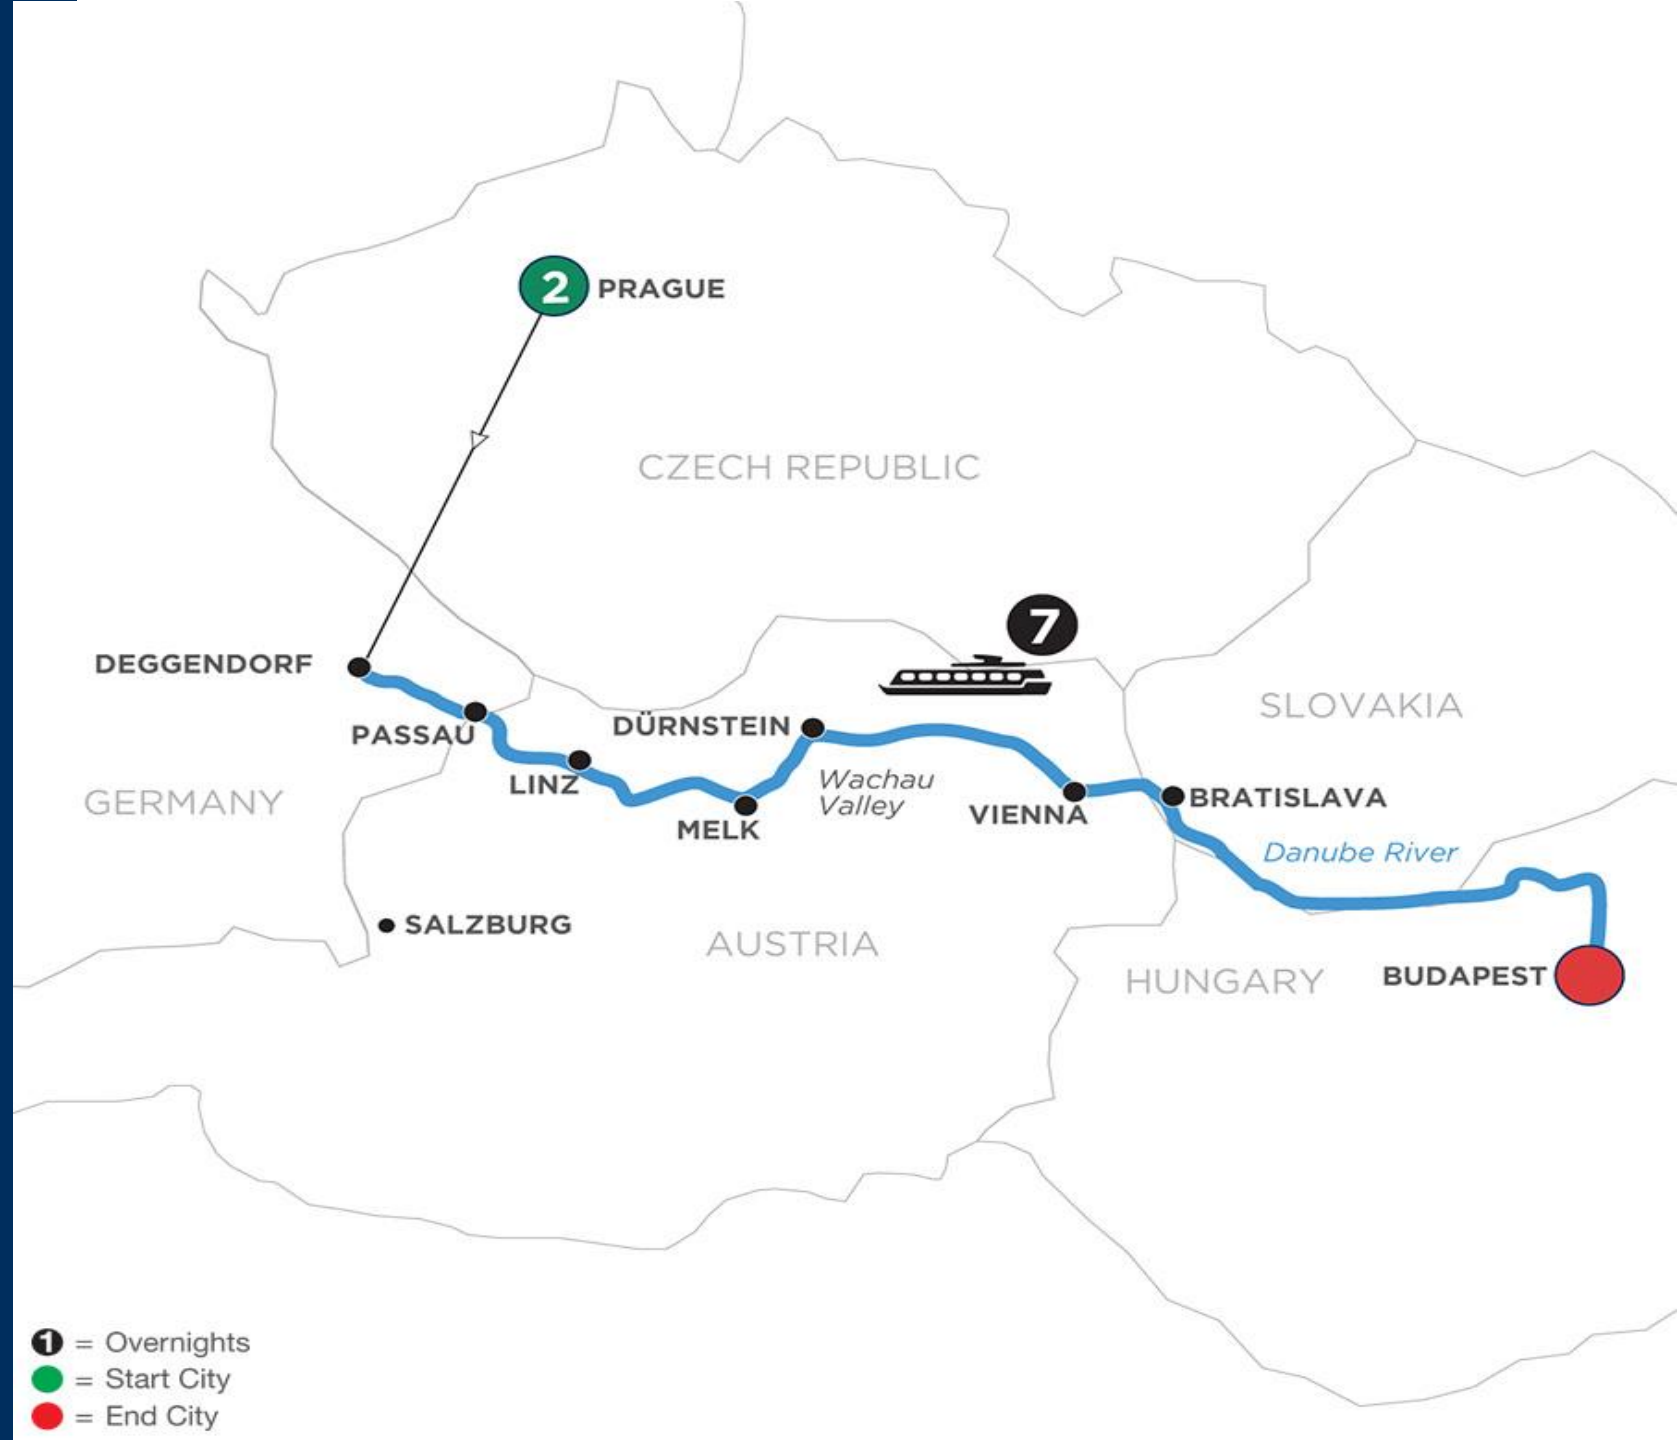 2 PRAGUE
CZECH REPUBLIC
7
DEGGENDORF
PASSAU
DÜRNSTEIN
SLOVAKIA
LINZ
Wachau
Valley
GERMANY
MELK
VIENNA
BRATISLAVA
Danube River
SALZBURG
AUSTRIA
HUNGARY
BUDAPEST
1 = Overnights
= Start City
= End City